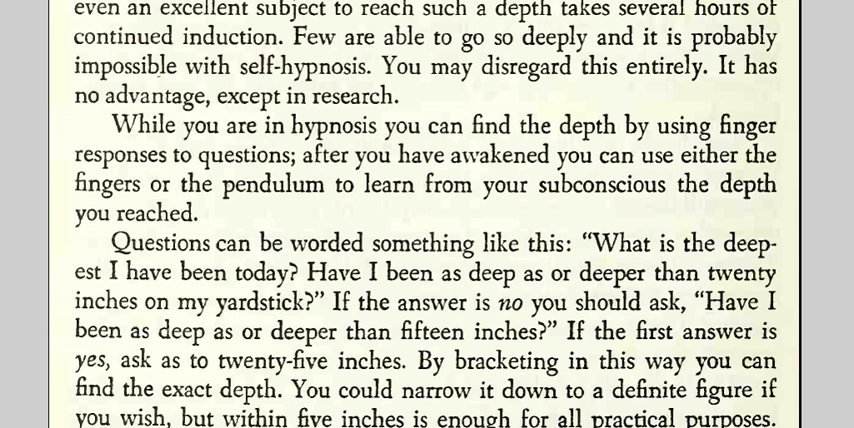 even an excellent subject to reach such a depth takes several hours of
continued induction. Few are able to go so deeply and it is probably
impossible with self-hypnosis. You may disregard this entirely. It has
no advantage, except in research.
While you are in hypnosis you can find the depth by using finger
responses to questions; after you have awakened you can use either the
fingers or the pendulum to learn from your subconscious the depth
you reached.
Questions can be worded something like this: “What is the deep-
est I have been today? Have I been as deep as or deeper than twenty
inches on my yardstick?” If the answer is no you should ask, “Have I
been as deep as or deeper than fifteen inches?” If the first answer is
yes, ask as to twenty-five inches. By bracketing in this way you can
find the exact depth. You could narrow it down to a definite figure if
you wish, but within five inches is enough for all practical purposes.